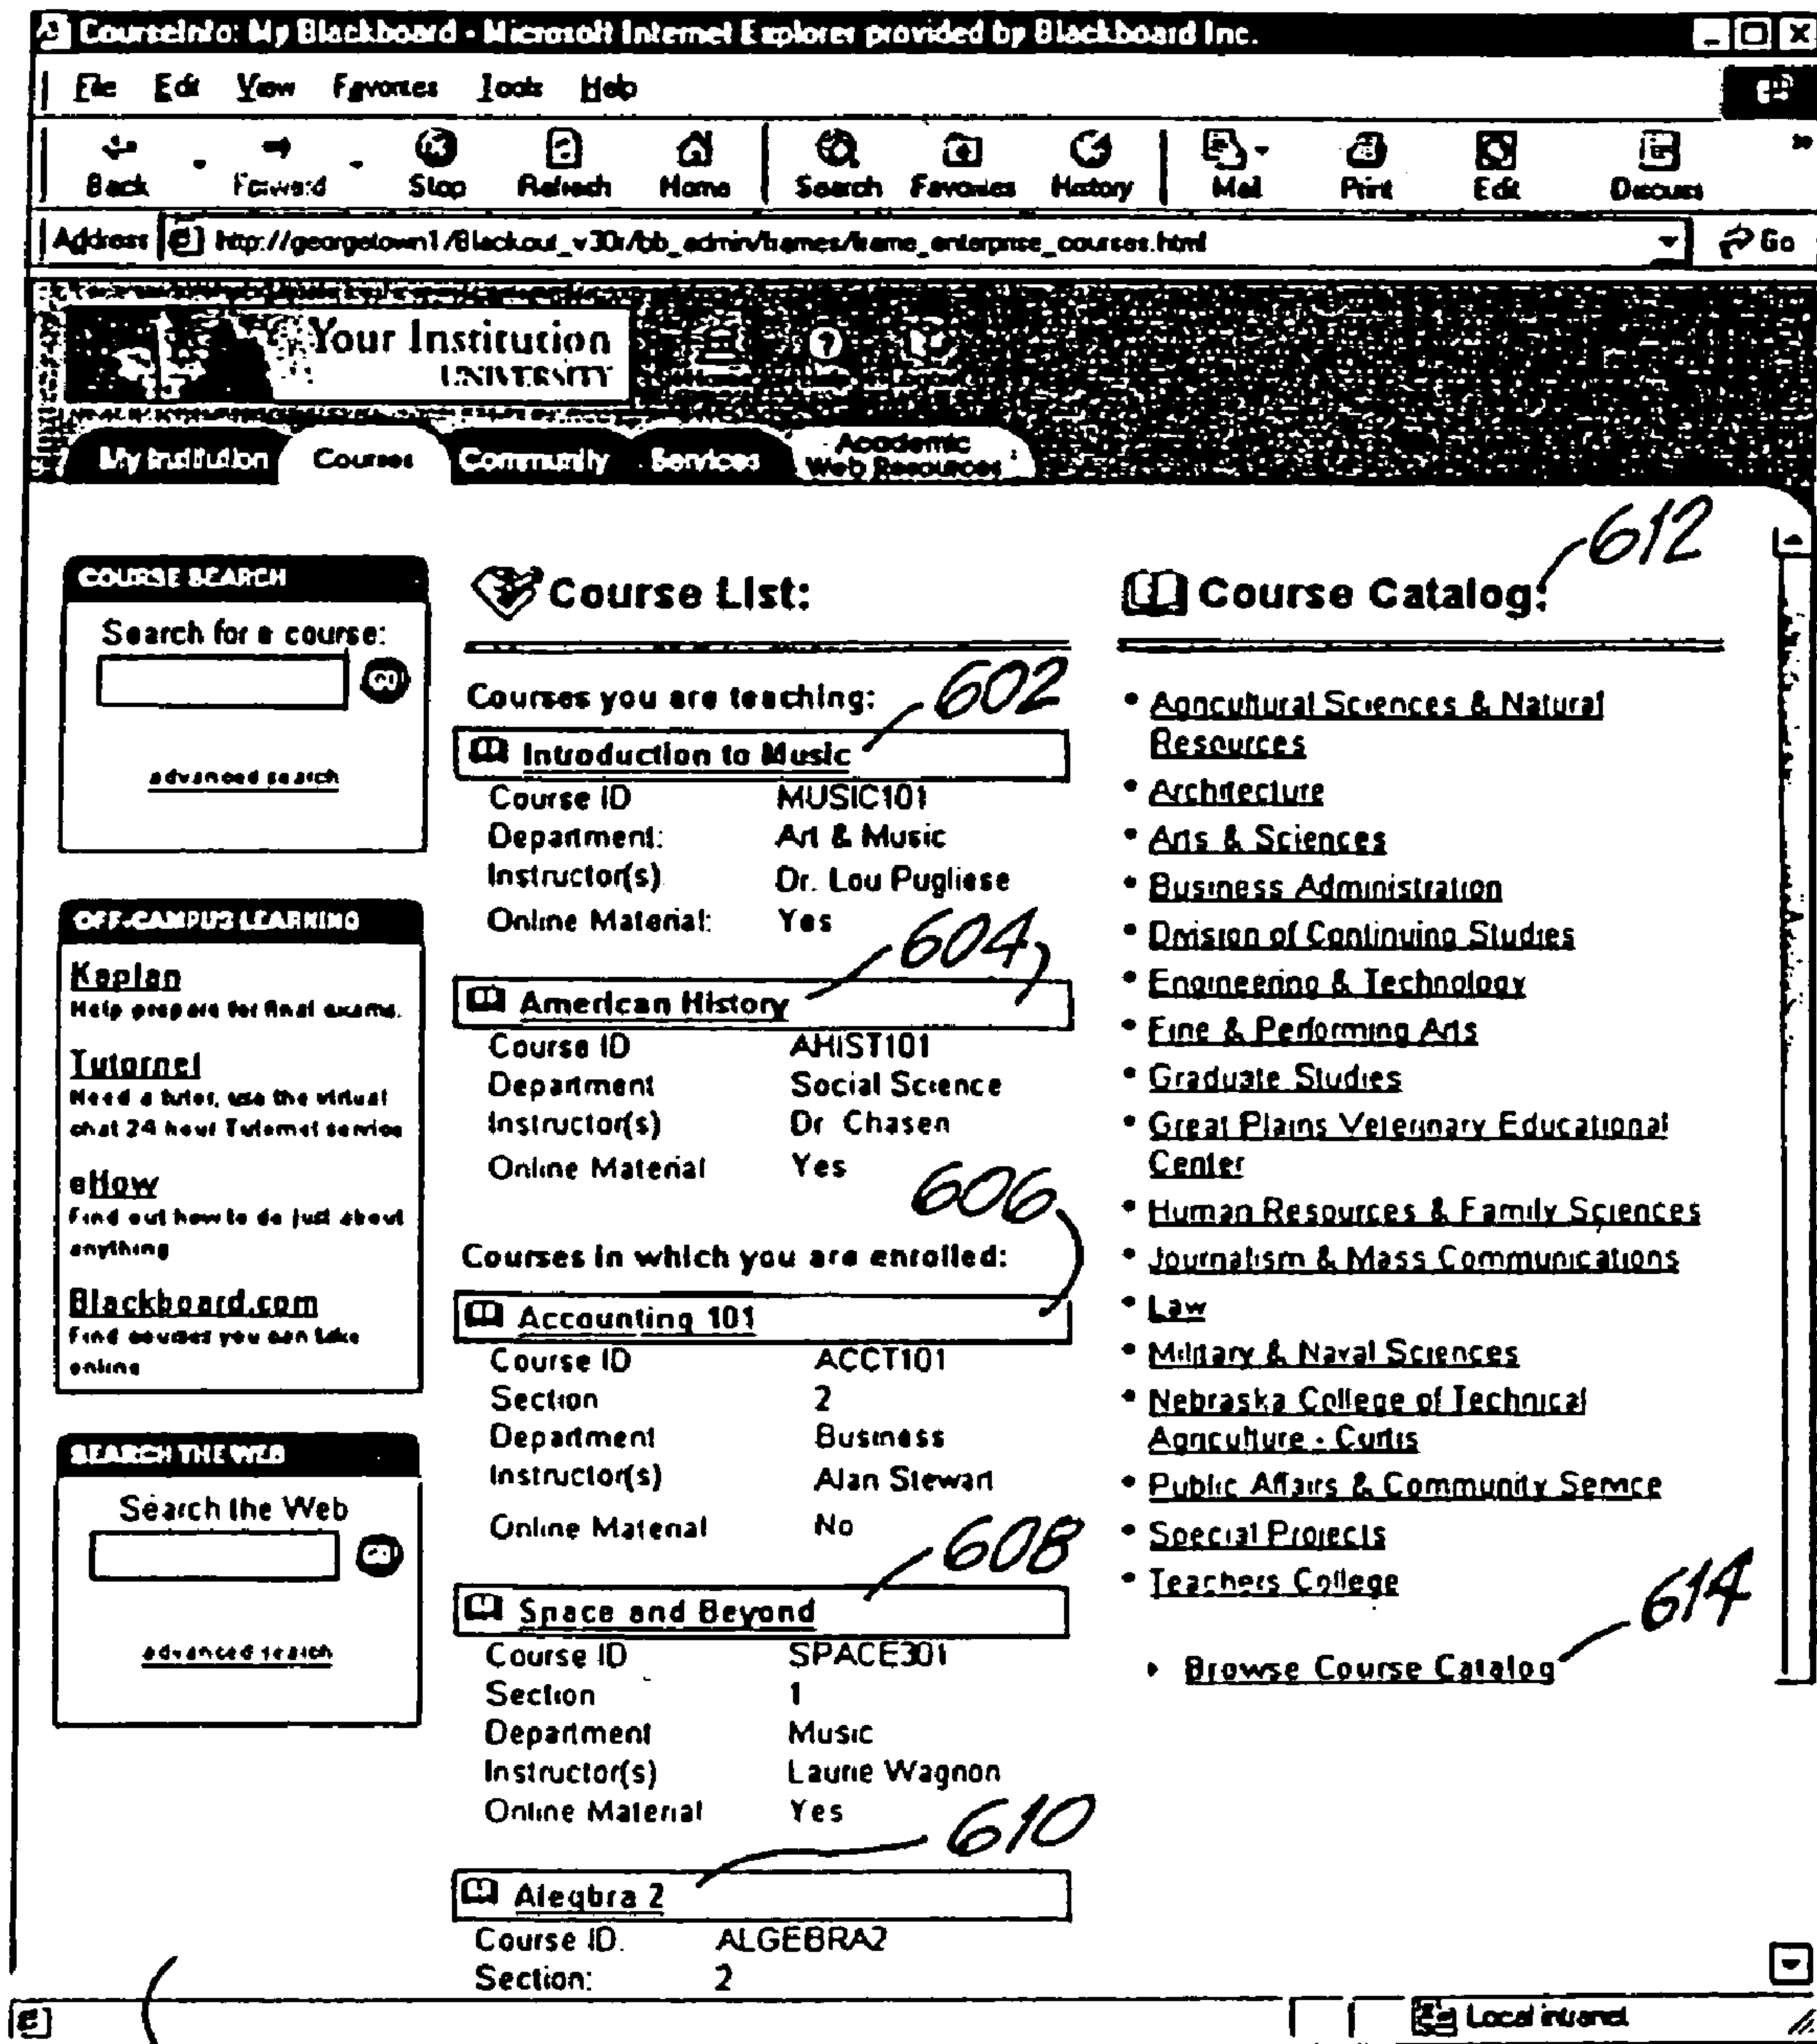 CourseInfo: My Blackboard - Microsoft Internet Explorer provided by Blackboard Inc.
File Edit View Favorites Tools Help
Back Forward Stop Refresh Home Search Favorites History Mail Print Edit Discuss
Address http://georgetown1/Blackout_v30r/bb_admin/frames/frame_enterprise_courses.html Go
Your Institution
UNIVERSITY
My Institution Courses Community Services Academic
Web Resources
612
COURSE SEARCH
Search for a course:
GO
advanced search
OFF-CAMPUS LEARNING
Kaplan
Help prepare for final exams.
Tutornet
Need a tutor, use the virtual
chat 24 hour Tutornet service
eHow
Find out how to do just about
anything
Blackboard.com
Find courses you can take
online
SEARCH THE WEB
Search the Web
advanced search
Course List:
Courses you are teaching:
602
Introduction to Music
Course ID MUSIC101
Department: Art & Music
Instructor(s) Dr. Lou Pugliese
Online Material: Yes
604
American History
Course ID AHIST101
Department Social Science
Instructor(s) Dr Chasen
Online Material Yes
606
Courses in which you are enrolled:
Accounting 101
Course ID ACCT101
Section 2
Department Business
Instructor(s) Alan Stewart
Online Material No
608
Space and Beyond
Course ID SPACE301
Section 1
Department Music
Instructor(s) Laurie Wagnon
Online Material Yes
610
Alegbra 2
Course ID. ALGEBRA2
Section: 2
Course Catalog:
• Agricultural Sciences & Natural
Resources
• Architecture
• Arts & Sciences
• Business Administration
• Division of Continuing Studies
• Engineering & Technology
• Fine & Performing Arts
• Graduate Studies
• Great Plains Veterinary Educational
Center
• Human Resources & Family Sciences
• Journalism & Mass Communications
• Law
• Military & Naval Sciences
• Nebraska College of Technical
Agriculture - Curtis
• Public Affairs & Community Service
• Special Projects
• Teachers College
614
Browse Course Catalog
Local intranet